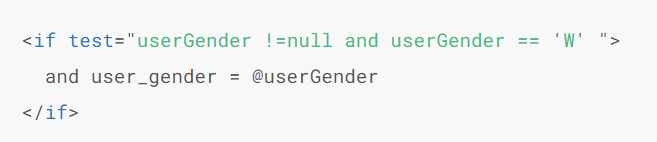 <if test="userGender !=null and userGender == 'W' ">
and user_gender = @userGender
</if>